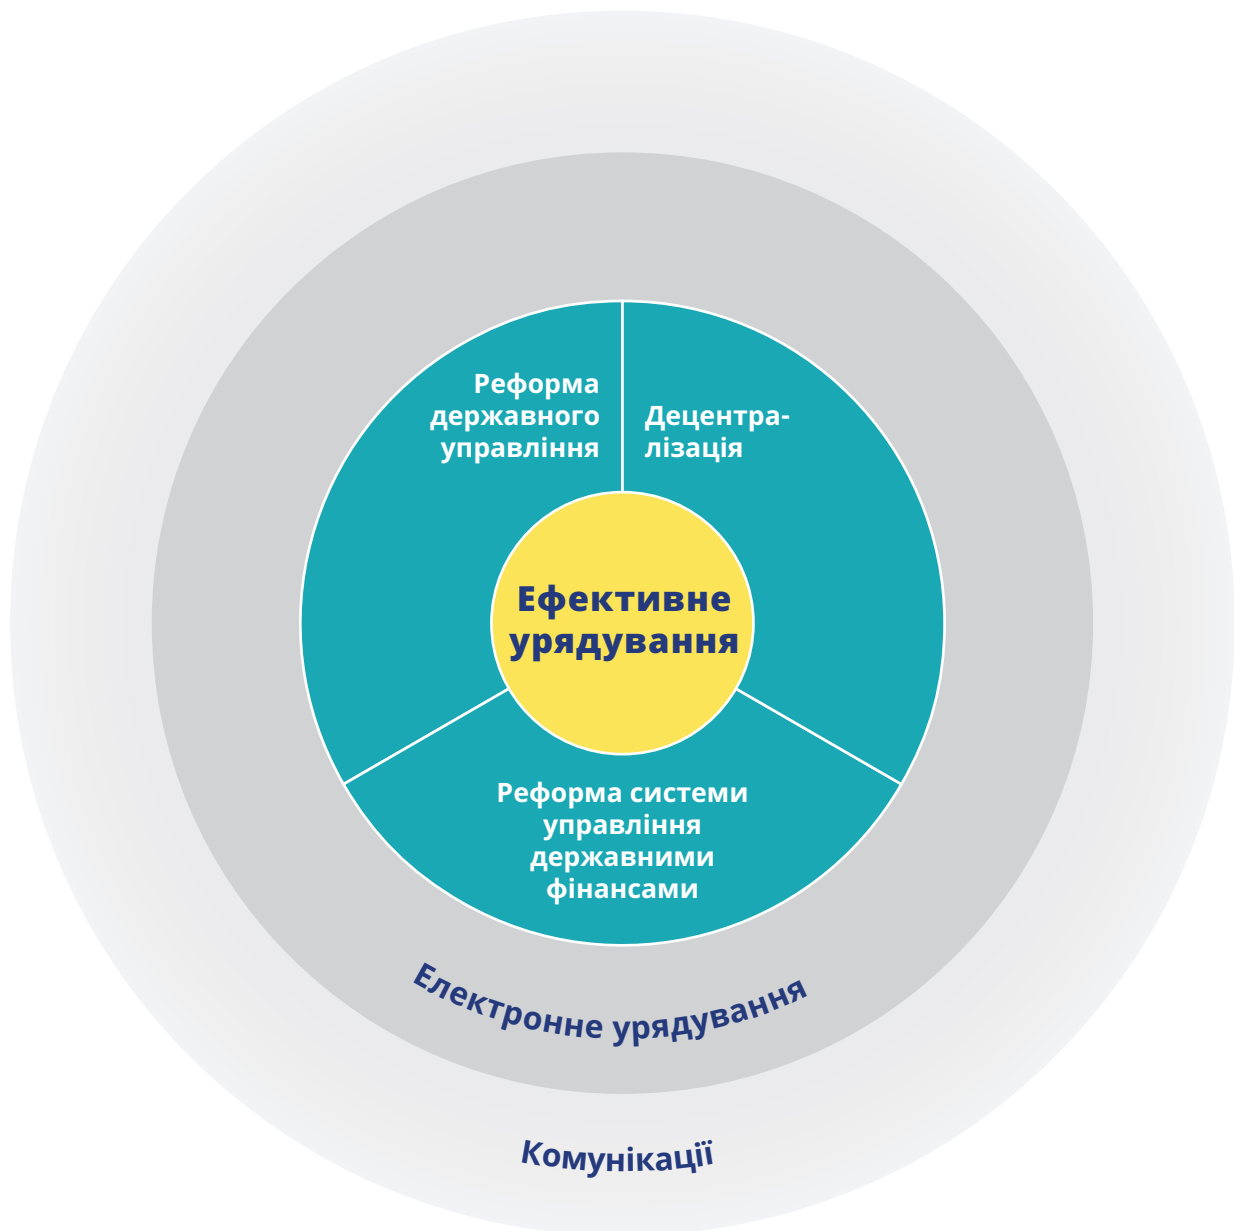 Реформа
державного
управління
Децентра-
лізація
Ефективне
урядування
Реформа системи
управління
державними
фінансами
Електронне урядування
Комунікації